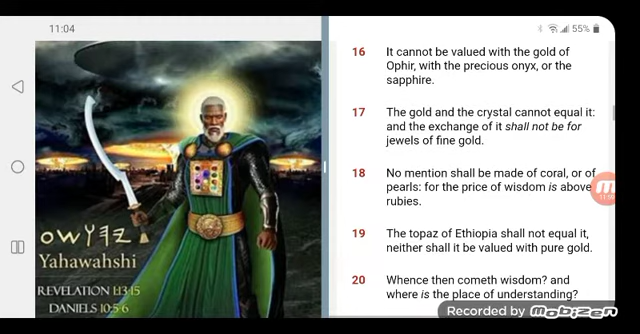 11:04
55%
𐤉𐤄𐤅𐤔𐤏
Yahawahshi
REVELATION 1:13-15
DANIELS 10:5-6
16 It cannot be valued with the gold of
Ophir, with the precious onyx, or the
sapphire.
17 The gold and the crystal cannot equal it:
and the exchange of it shall not be for
jewels of fine gold.
18 No mention shall be made of coral, or of
pearls: for the price of wisdom is above
rubies.
19 The topaz of Ethiopia shall not equal it,
neither shall it be valued with pure gold.
20 Whence then cometh wisdom? and
where is the place of understanding?
Recorded by Mobizen